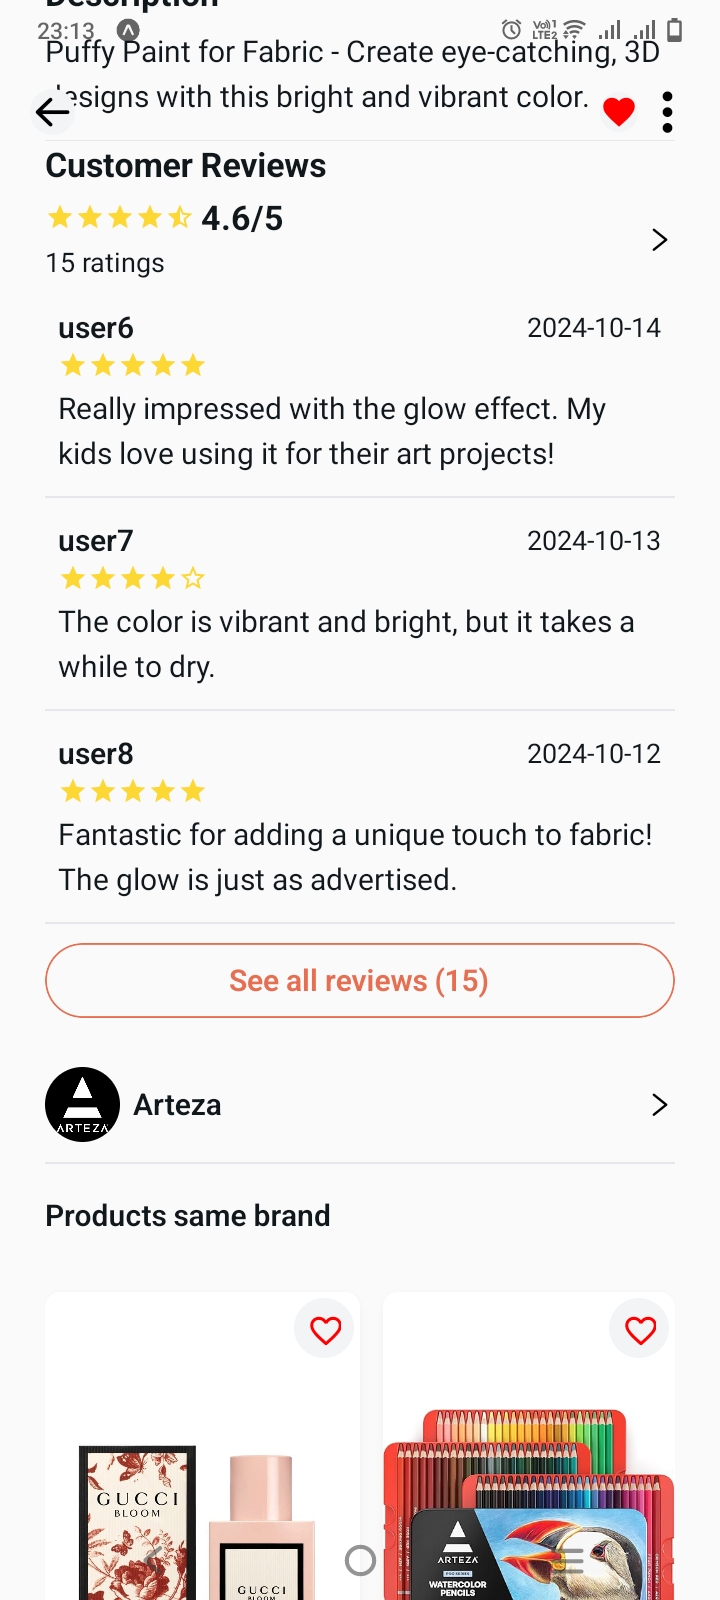 Description
23:13
Vo)) 1
LTE2
Puffy Paint for Fabric - Create eye-catching, 3D
designs with this bright and vibrant color.
Customer Reviews
4.6/5
15 ratings
user6
2024-10-14
Really impressed with the glow effect. My
kids love using it for their art projects!
user7
2024-10-13
The color is vibrant and bright, but it takes a
while to dry.
user8
2024-10-12
Fantastic for adding a unique touch to fabric!
The glow is just as advertised.
See all reviews (15)
ARTEZA
Arteza
Products same brand
GUCCI
BLOOM
GUCCI
BLOOM
ARTEZA
WATERCOLOR
PENCILS